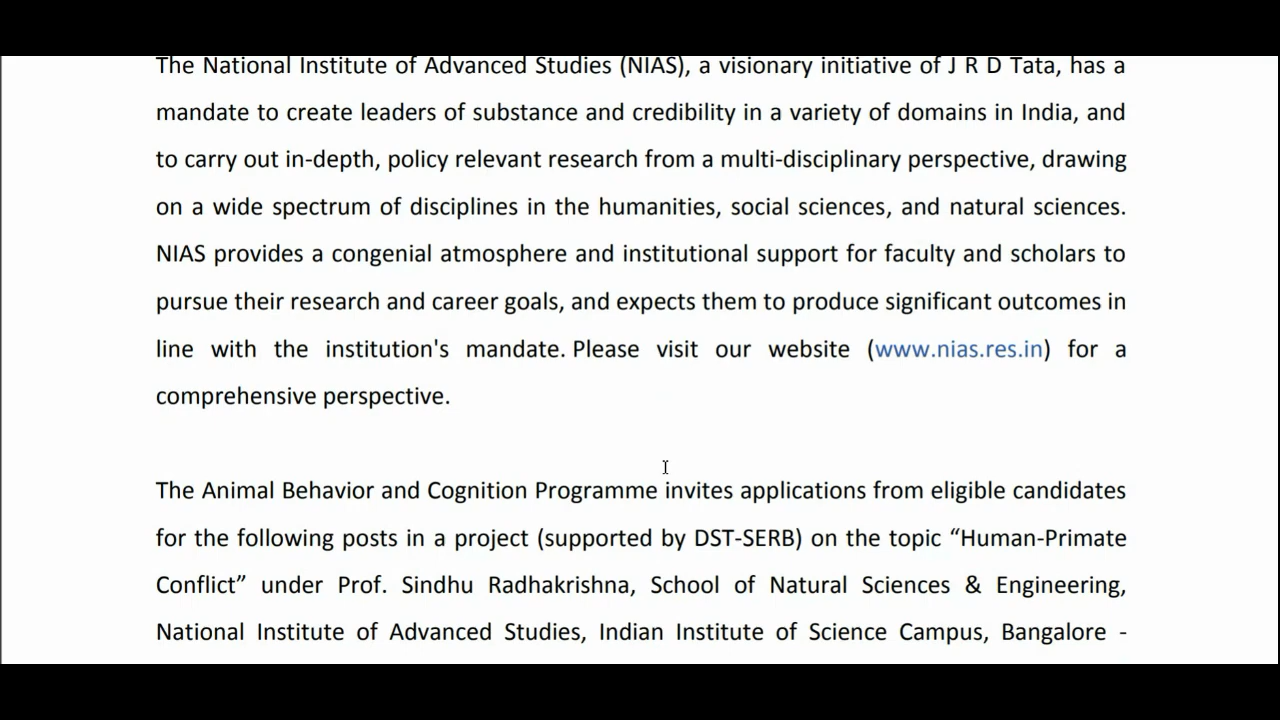 The National Institute of Advanced Studies (NIAS), a visionary initiative of J R D Tata, has a
mandate to create leaders of substance and credibility in a variety of domains in India, and
to carry out in-depth, policy relevant research from a multi-disciplinary perspective, drawing
on a wide spectrum of disciplines in the humanities, social sciences, and natural sciences.
NIAS provides a congenial atmosphere and institutional support for faculty and scholars to
pursue their research and career goals, and expects them to produce significant outcomes in
line with the institution's mandate. Please visit our website (www.nias.res.in) for a
comprehensive perspective.
The Animal Behavior and Cognition Programme invites applications from eligible candidates
for the following posts in a project (supported by DST-SERB) on the topic “Human-Primate
Conflict” under Prof. Sindhu Radhakrishna, School of Natural Sciences & Engineering,
National Institute of Advanced Studies, Indian Institute of Science Campus, Bangalore -